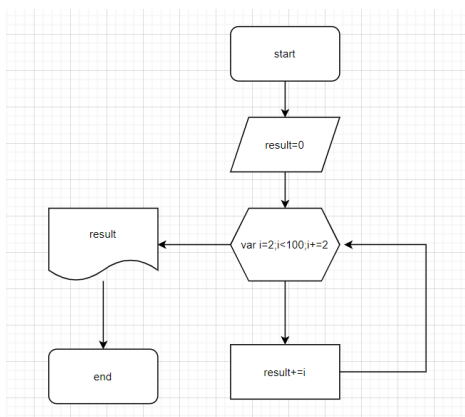 start
result=0
var i=2;i<100;i+=2
result
result+=i
end